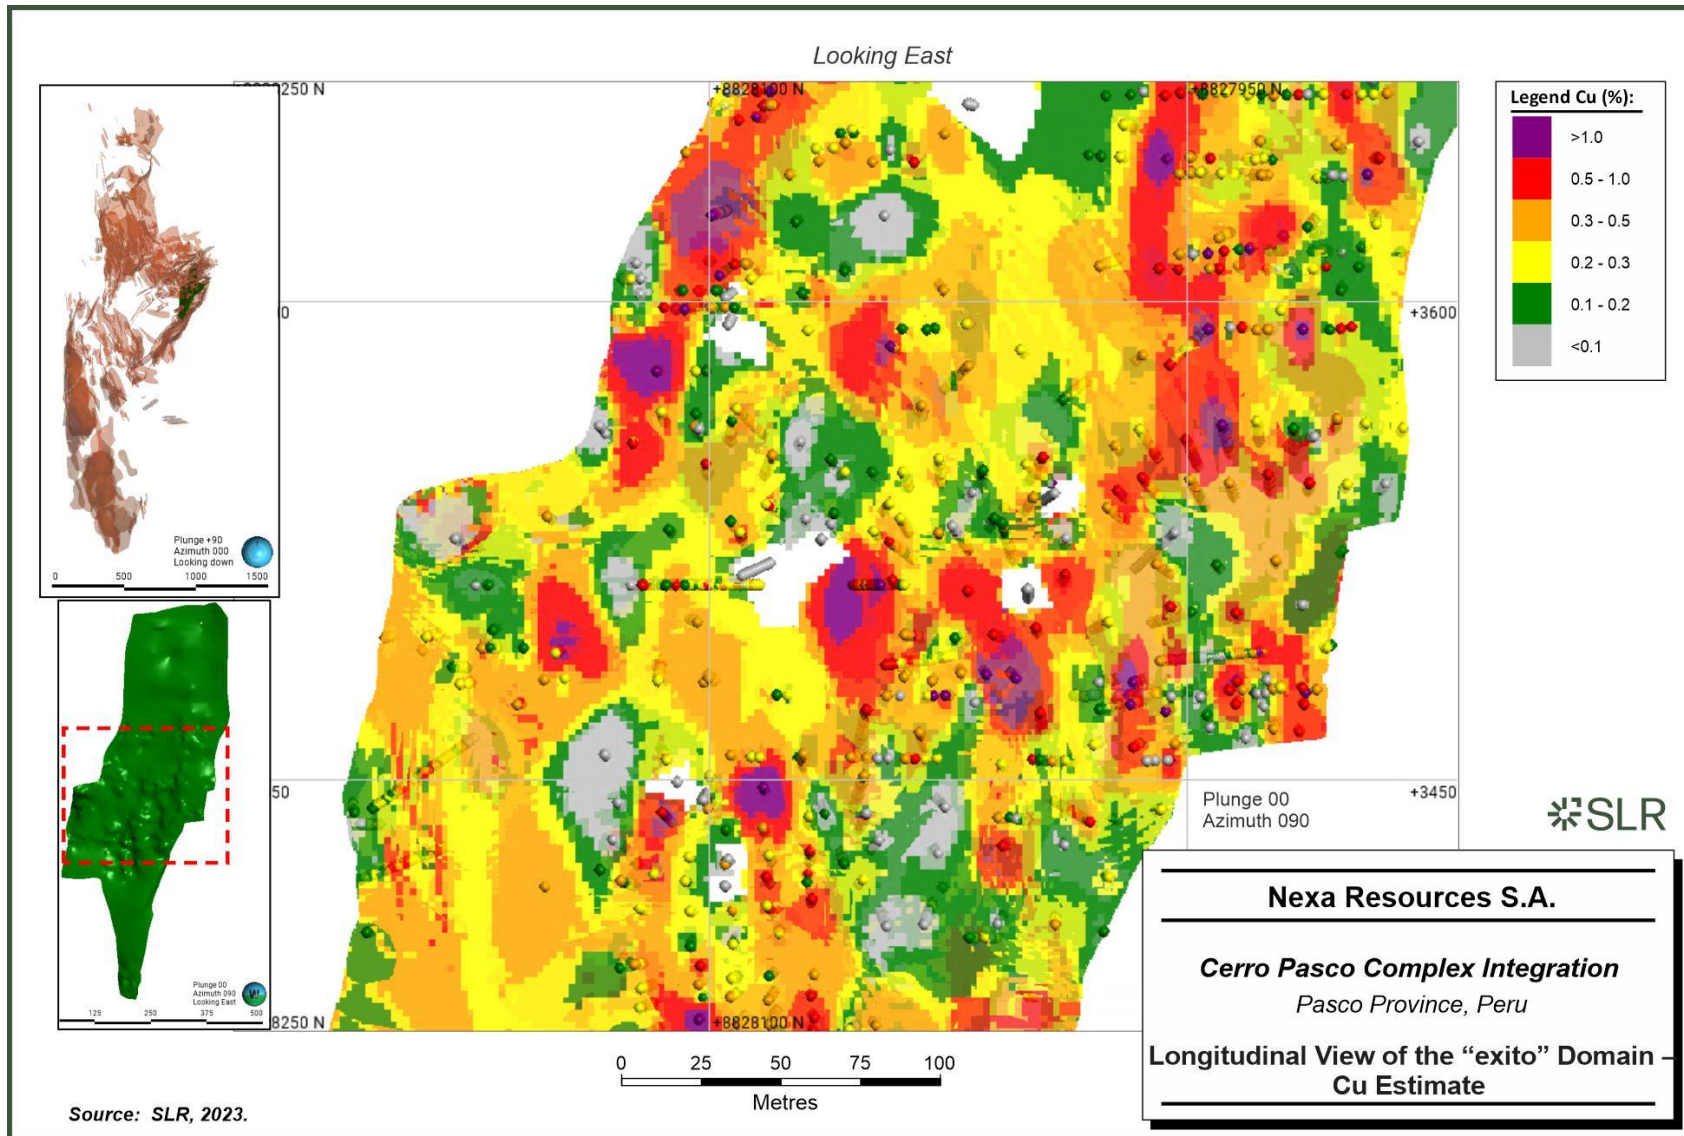 Looking East
250 N
+8828100 N
+8827950 N
Legend Cu (%):
>1.0
0.5 - 1.0
0.3 - 0.5
0.2 - 0.3
0.1 - 0.2
<0.1
+3600
Plunge +90
Azimuth 000
Looking down
0 500 1000 1500
50
+3450
Plunge 00
Azimuth 090
SLR
Plunge 00
Azimuth 090
Looking East
125 250 375 500
8250 N
+8828100 N
0 25 50 75 100
Metres
Nexa Resources S.A.
Cerro Pasco Complex Integration
Pasco Province, Peru
Longitudinal View of the “exito” Domain –
Cu Estimate
Source: SLR, 2023.